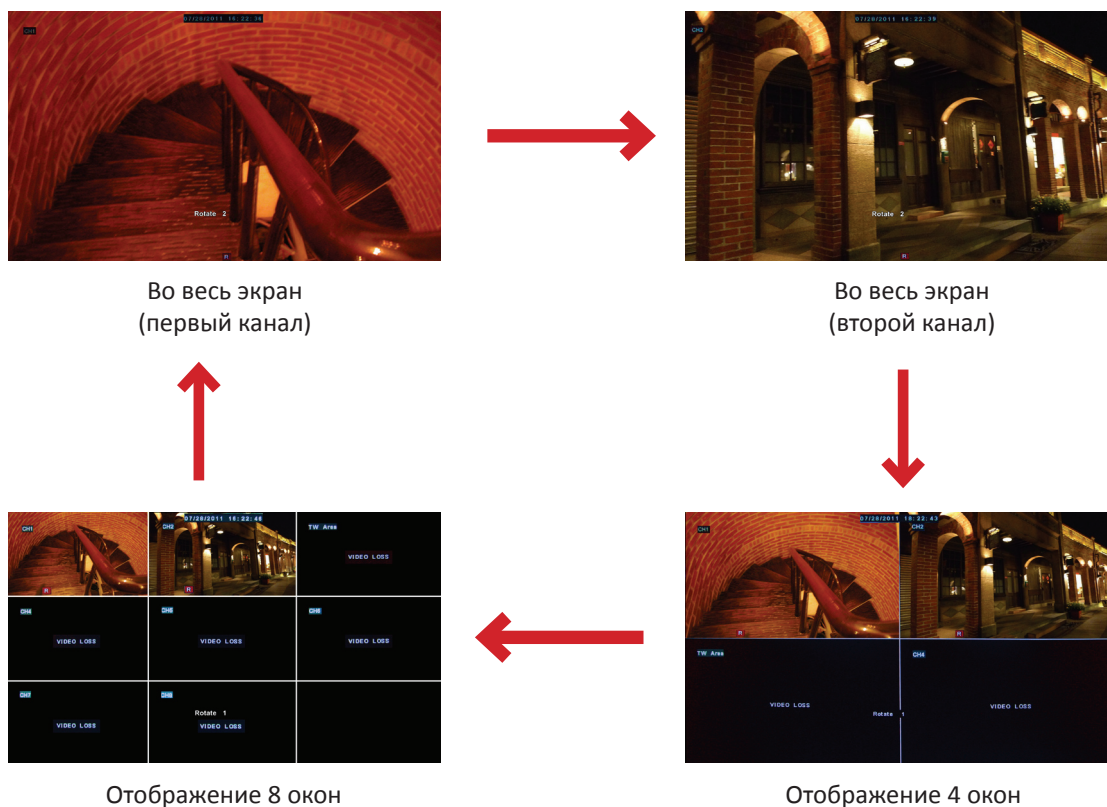 07/28/2011 16:22:36
CH1
Rotate 2
R
Во весь экран
(первый канал)
07/28/2011 16:22:39
CH2
Rotate 2
R
Во весь экран
(второй канал)
07/28/2011 16:22:46
CH1
CH2
TW Area
VIDEO LOSS
R
R
CH4
CH5
CH6
VIDEO LOSS
VIDEO LOSS
VIDEO LOSS
CH7
CH8
Rotate 1
VIDEO LOSS
VIDEO LOSS
Отображение 8 окон
07/28/2011 16:22:43
CH1
CH2
R
R
TW Area
CH4
VIDEO LOSS
VIDEO LOSS
Rotate 1
Отображение 4 окон